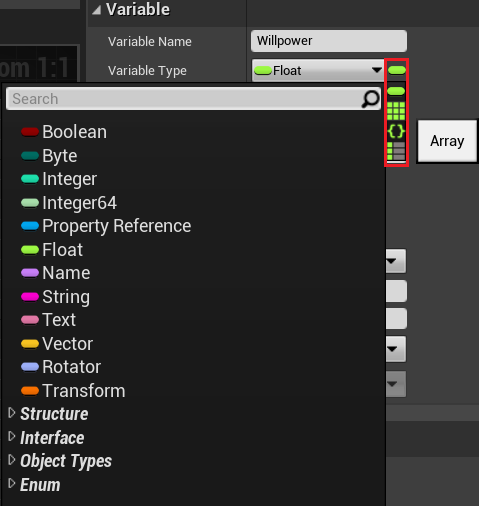 Variable
Variable Name
Willpower
om 1:1
Variable Type
Float
Search
Boolean
Byte
Array
Integer
Integer64
Property Reference
Float
Name
String
Text
Vector
Rotator
Transform
Structure
Interface
Object Types
Enum